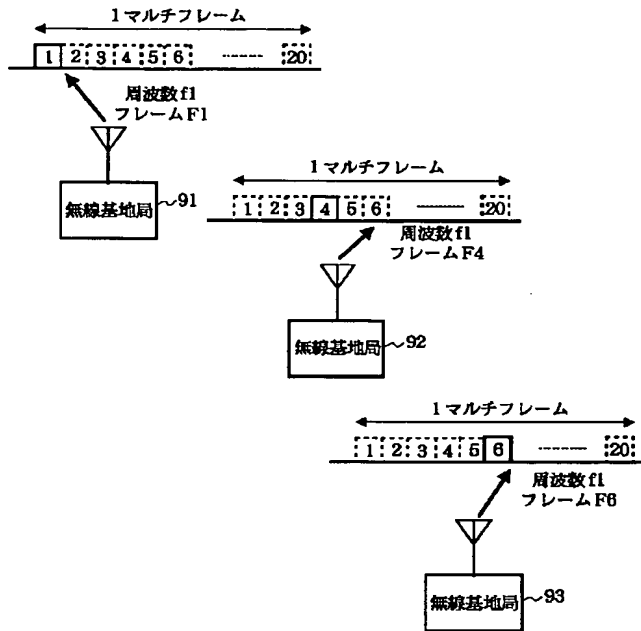 1マルチフレーム
1 2 3 4 5 6 -------- 20
周波数f1
フレームF1
無線基地局
91
1マルチフレーム
1 2 3 4 5 6 -------- 20
周波数f1
フレームF4
無線基地局
92
1マルチフレーム
1 2 3 4 5 6 -------- 20
周波数f1
フレームF6
無線基地局
93